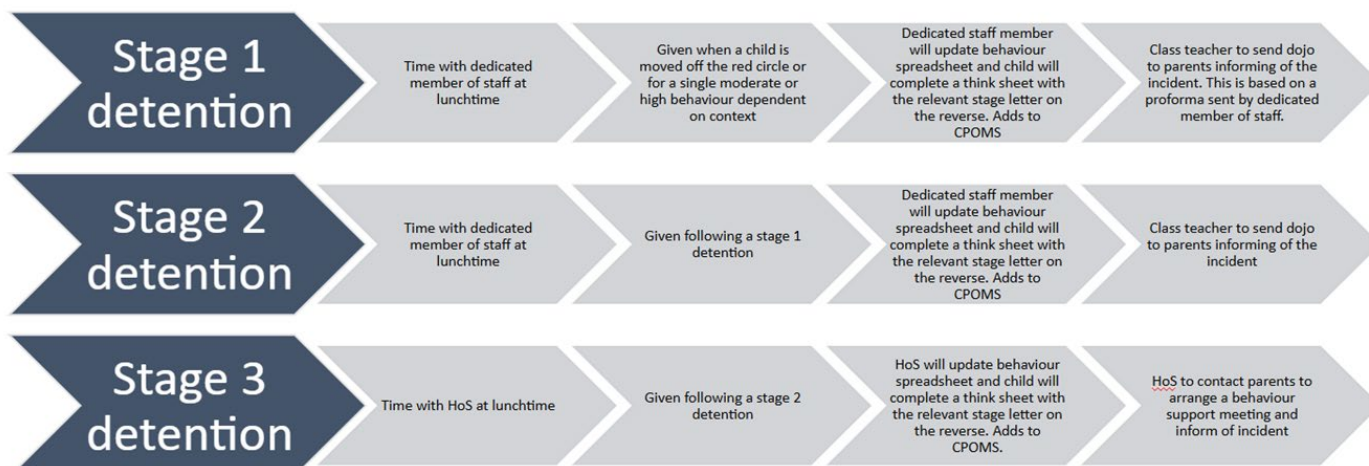 Stage 1
detention
Time with dedicated
member of staff at
lunchtime
Given when a child is
moved off the red circle or
for a single moderate or
high behaviour dependent
on context
Dedicated staff member
will update behaviour
spreadsheet and child will
complete a think sheet with
the relevant stage letter on
the reverse. Adds to
CPOMS
Class teacher to send dojo
to parents informing of the
incident. This is based on a
proforma sent by dedicated
member of staff.
Stage 2
detention
Time with dedicated
member of staff at
lunchtime
Given following a stage 1
detention
Dedicated staff member
will update behaviour
spreadsheet and child will
complete a think sheet with
the relevant stage letter on
the reverse. Adds to
CPOMS
Class teacher to send dojo
to parents informing of the
incident
Stage 3
detention
Time with HoS at lunchtime
Given following a stage 2
detention
HoS will update behaviour
spreadsheet and child will
complete a think sheet with
the relevant stage letter on
the reverse. Adds to
CPOMS.
HoS to contact parents to
arrange a behaviour
support meeting and
inform of incident